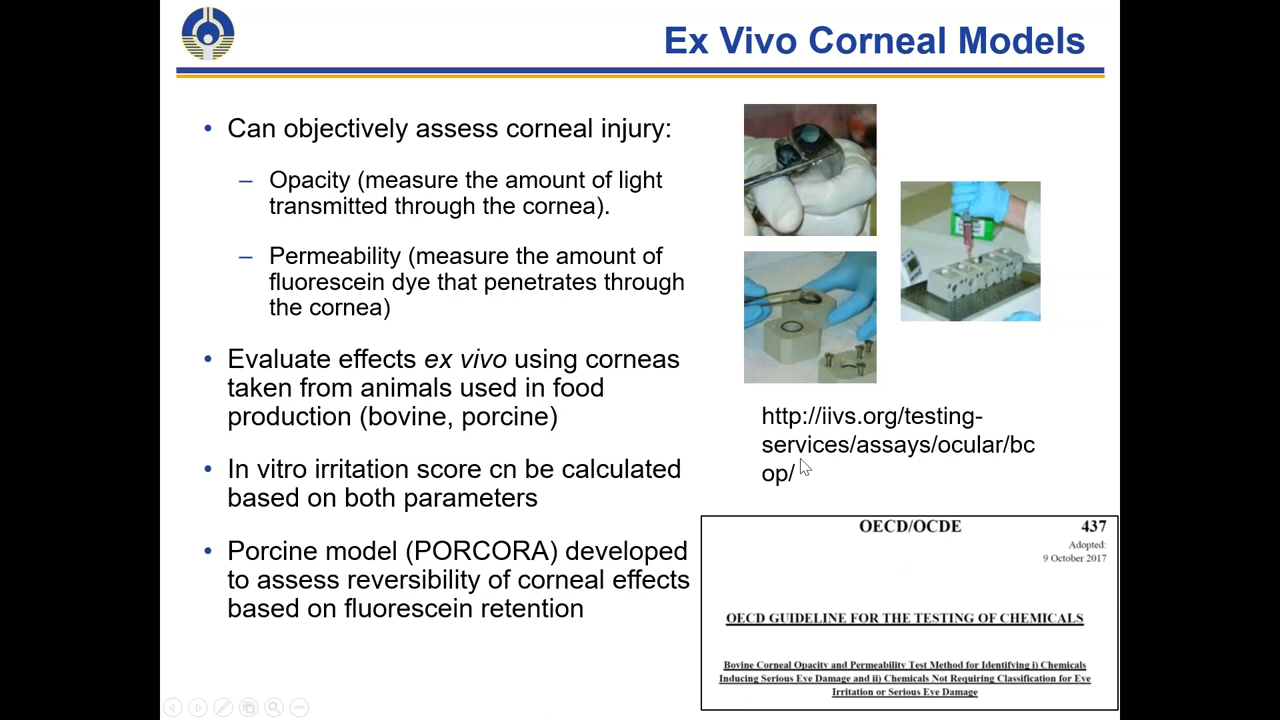 Ex Vivo Corneal Models
• Can objectively assess corneal injury:
– Opacity (measure the amount of light
transmitted through the cornea).
– Permeability (measure the amount of
fluorescein dye that penetrates through
the cornea)
• Evaluate effects ex vivo using corneas
taken from animals used in food
production (bovine, porcine)
• In vitro irritation score cn be calculated
based on both parameters
• Porcine model (PORCORA) developed
to assess reversibility of corneal effects
based on fluorescein retention
http://iivs.org/testing-
services/assays/ocular/bc
op/
OECD/OCDE 437
Adopted:
9 October 2017
OECD GUIDELINE FOR THE TESTING OF CHEMICALS
Bovine Corneal Opacity and Permeability Test Method for Identifying i) Chemicals
Inducing Serious Eye Damage and ii) Chemicals Not Requiring Classification for Eye
Irritation or Serious Eye Damage